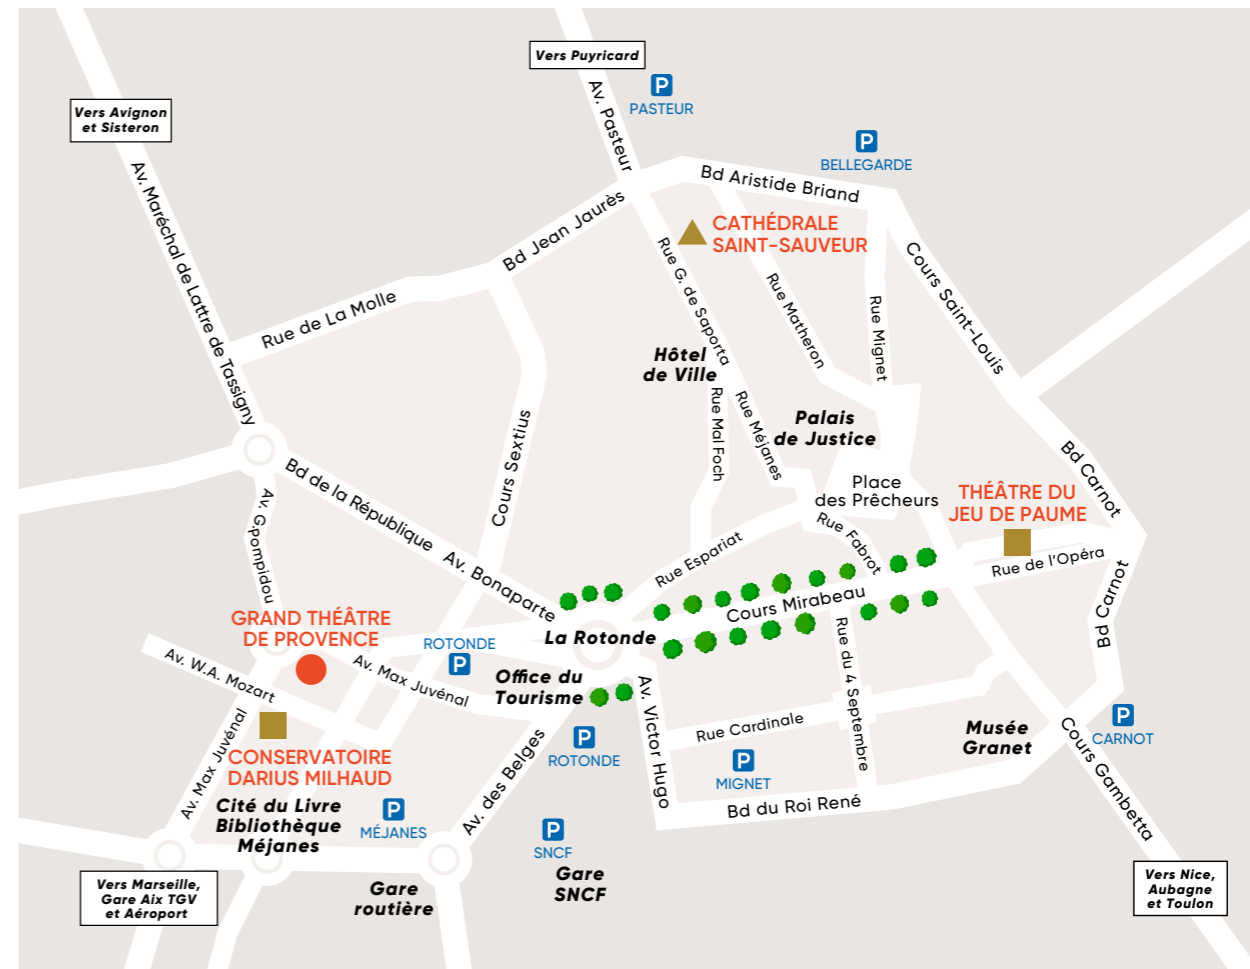 Vers Puyricard
P
PASTEUR
Vers Avignon
et Sisteron
Av. Pasteur
P
BELLEGARDE
Bd Aristide Briand
Av. Maréchal de Lattre de Tassigny
Bd Jean Jaurès
CATHÉDRALE
SAINT-SAUVEUR
Rue G. de Saporta
Cours Saint-Louis
Rue Matheron
Rue Mignet
Rue de La Molle
Hôtel
de Ville
Rue Mal Foch
Rue Méjanes
Palais
de Justice
Cours Sextius
Bd Carnot
Bd de la République
Av. Gpompidou
Place
des Prêcheurs
THÉÂTRE DU
JEU DE PAUME
Rue Fabrot
Rue Espariat
Av. Bonaparte
Rue de l'Opéra
Cours Mirabeau
Bd Carnot
GRAND THÉÂTRE
DE PROVENCE
ROTONDE
P
La Rotonde
Av. W.A. Mozart
Av. Max Juvénal
Office du
Tourisme
Rue du 4 Septembre
Av. Victor Hugo
Av. Max Juvénal
CONSERVATOIRE
DARIUS MILHAUD
Av. des Belges
P
ROTONDE
Rue Cardinale
P
MIGNET
Musée
Granet
P
CARNOT
Cours Gambetta
Cité du Livre
Bibliothèque
Méjanes
P
MÉJANES
Bd du Roi René
P
SNCF
Gare
SNCF
Gare
routière
Vers Marseille,
Gare Aix TGV
et Aéroport
Vers Nice,
Aubagne
et Toulon